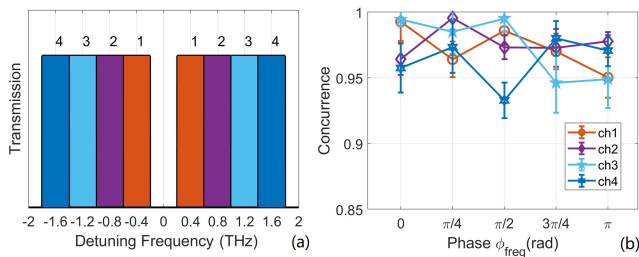 4 3 2 1 1 2 3 4
Transmission
-2 -1.6 -1.2 -0.8 -0.4 0 0.4 0.8 1.2 1.6 2
Detuning Frequency (THz)
(a)
1
0.95
0.9
0.85
Concurrence
ch1
ch2
ch3
ch4
0 π/4 π/2 3π/4 π
Phase ϕfreq(rad)
(b)